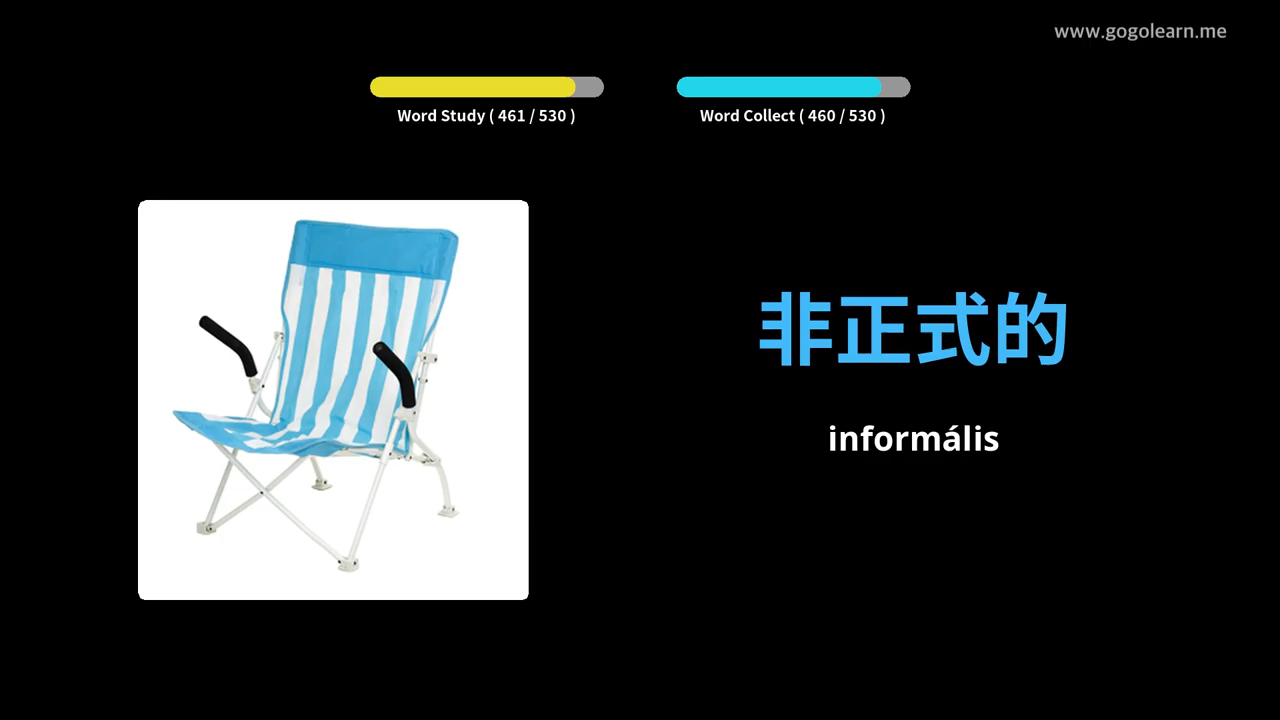 www.gogolearn.me
Word Study ( 461 / 530 )
Word Collect ( 460 / 530 )
非正式的
informális